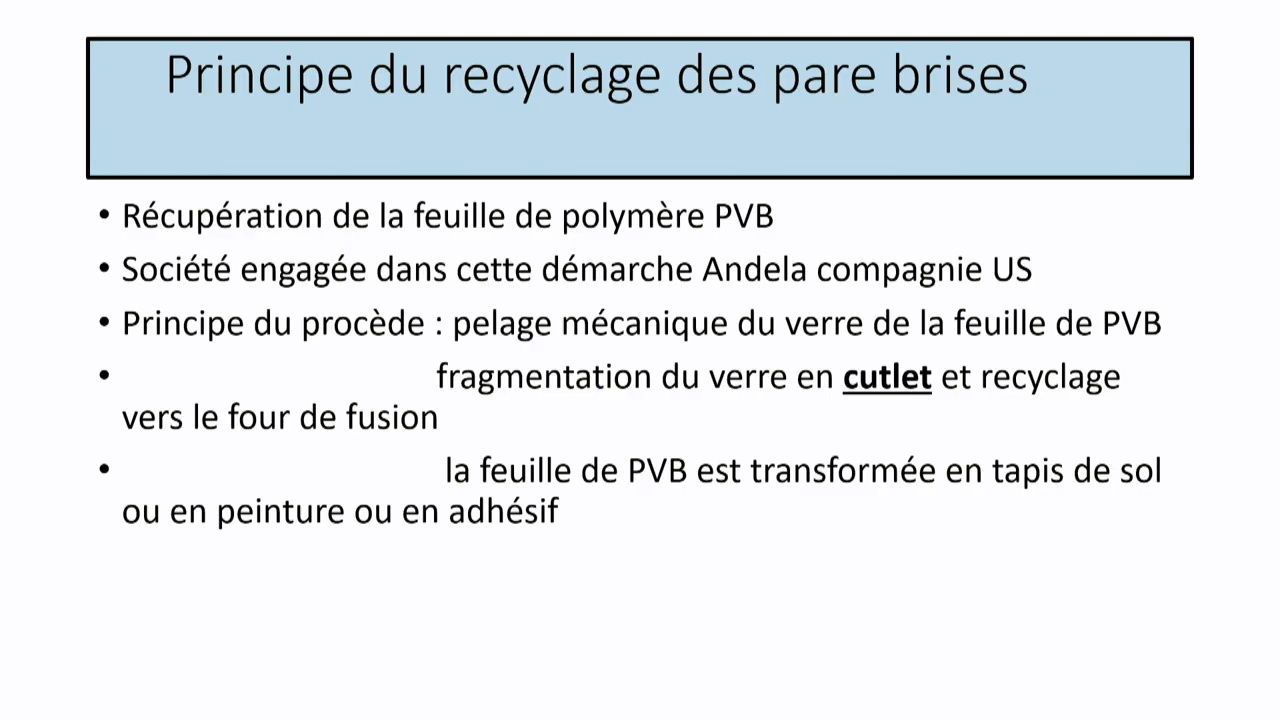 Principe du recyclage des pare brises
• Récupération de la feuille de polymère PVB
• Société engagée dans cette démarche Andela compagnie US
• Principe du procède : pelage mécanique du verre de la feuille de PVB
• fragmentation du verre en cutlet et recyclage
vers le four de fusion
• la feuille de PVB est transformée en tapis de sol
ou en peinture ou en adhésif